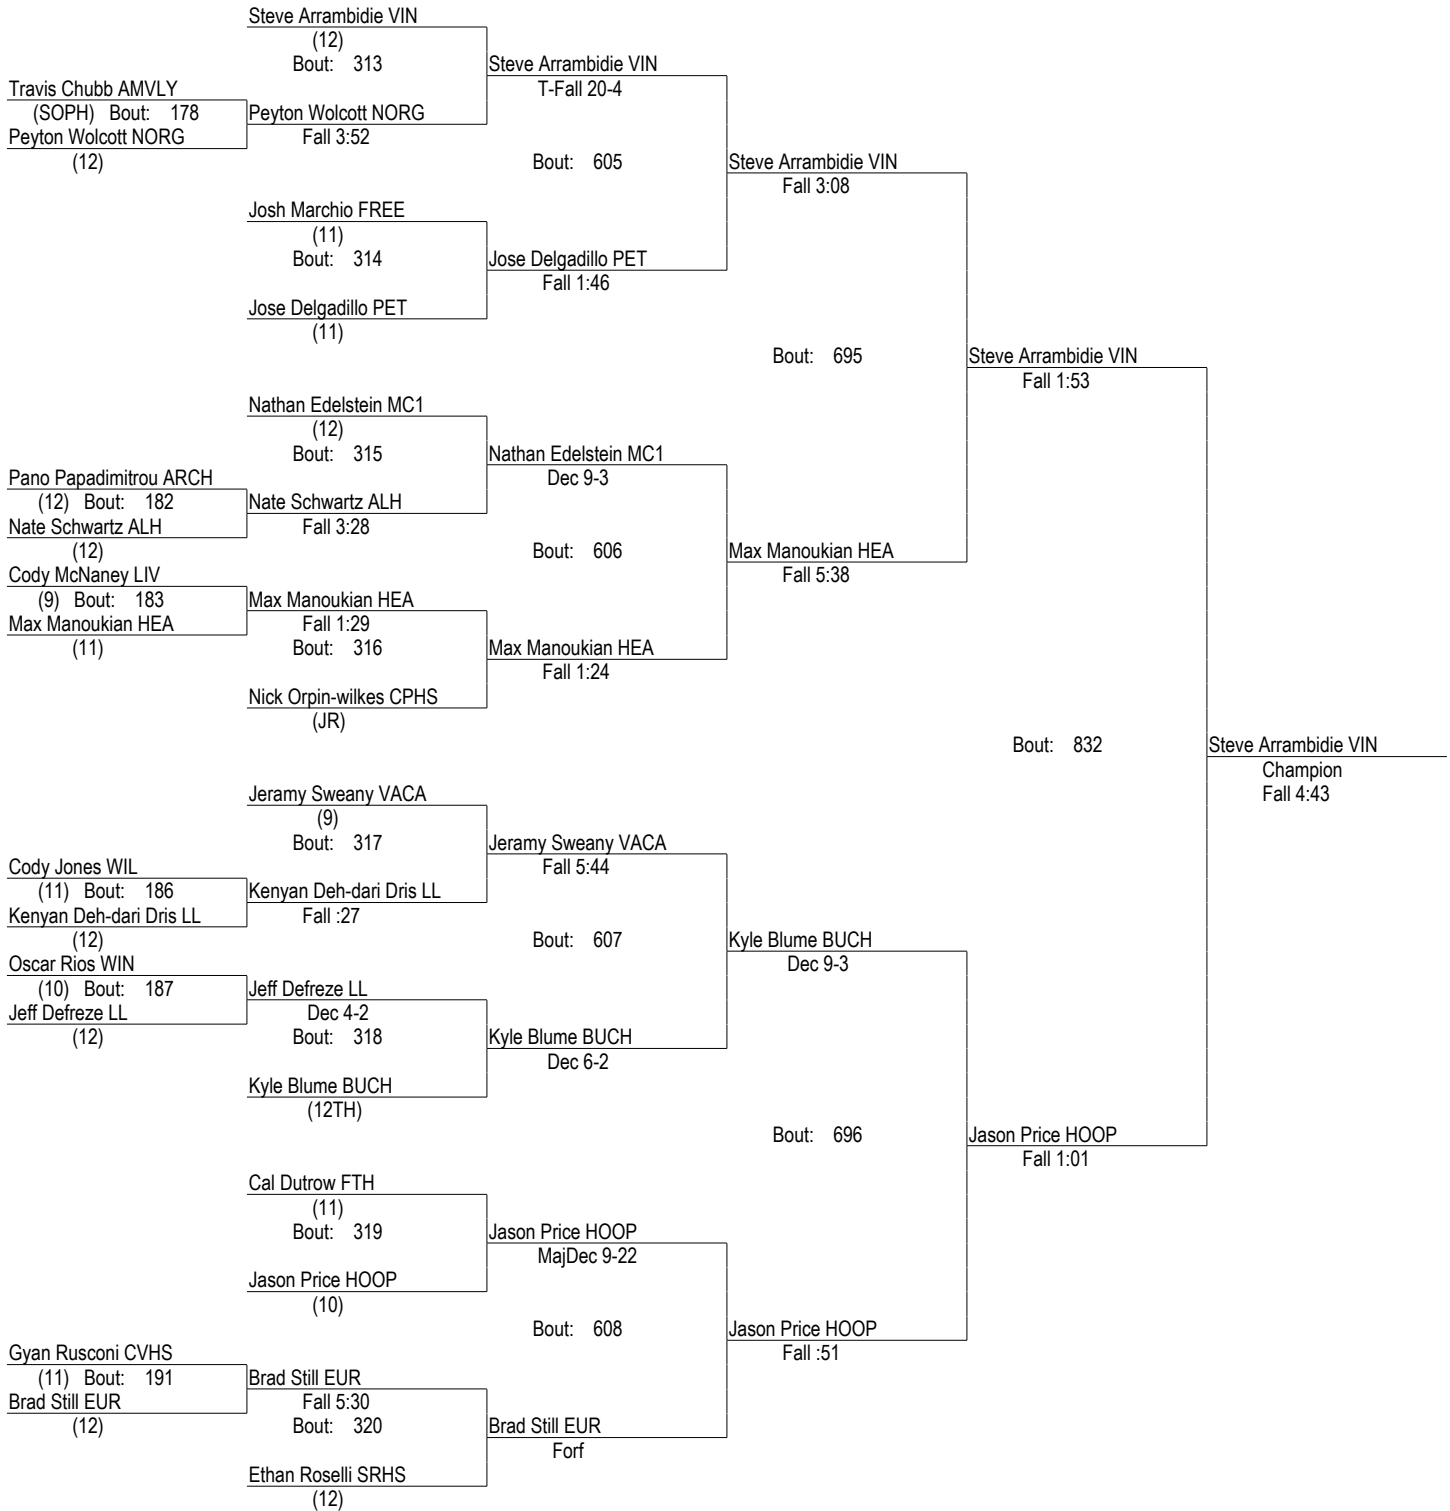 Steve Arrambidie VIN
(12)
Bout: 313
Steve Arrambidie VIN
Travis Chubb AMVLY
T-Fall 20-4
(SOPH) Bout: 178
Peyton Wolcott NORG
Peyton Wolcott NORG
Fall 3:52
(12)
Bout: 605
Steve Arrambidie VIN
Fall 3:08
Josh Marchio FREE
(11)
Bout: 314
Jose Delgadillo PET
Fall 1:46
Jose Delgadillo PET
(11)
Bout: 695
Steve Arrambidie VIN
Fall 1:53
Nathan Edelstein MC1
(12)
Bout: 315
Nathan Edelstein MC1
Pano Papadimitrou ARCH
Dec 9-3
(12) Bout: 182
Nate Schwartz ALH
Nate Schwartz ALH
Fall 3:28
(12)
Bout: 606
Max Manoukian HEA
Cody McNaney LIV
Fall 5:38
(9) Bout: 183
Max Manoukian HEA
Max Manoukian HEA
Fall 1:29
(11)
Bout: 316
Max Manoukian HEA
Fall 1:24
Nick Orpin-wilkes CPHS
(JR)
Bout: 832
Steve Arrambidie VIN
Champion
Fall 4:43
Jeramy Sweany VACA
(9)
Bout: 317
Jeramy Sweany VACA
Cody Jones WIL
Fall 5:44
(11) Bout: 186
Kenyan Deh-dari Dris LL
Kenyan Deh-dari Dris LL
Fall :27
(12)
Bout: 607
Kyle Blume BUCH
Oscar Rios WIN
Dec 9-3
(10) Bout: 187
Jeff Defreze LL
Jeff Defreze LL
Dec 4-2
(12)
Bout: 318
Kyle Blume BUCH
Dec 6-2
Kyle Blume BUCH
(12TH)
Bout: 696
Jason Price HOOP
Fall 1:01
Cal Dutrow FTH
(11)
Bout: 319
Jason Price HOOP
MajDec 9-22
Jason Price HOOP
(10)
Bout: 608
Jason Price HOOP
Gyan Rusconi CVHS
Fall :51
(11) Bout: 191
Brad Still EUR
Brad Still EUR
Fall 5:30
(12)
Bout: 320
Brad Still EUR
Forf
Ethan Roselli SRHS
(12)